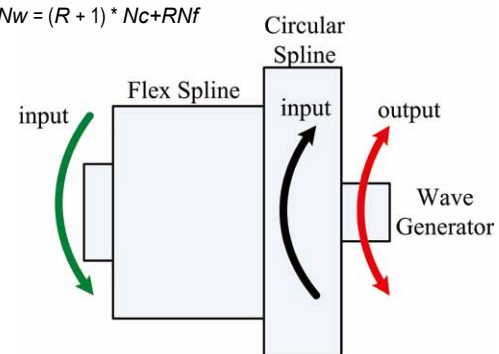 Nw = (R + 1) * Nc+RNf
Circular
Spline
Flex Spline
input
input
output
Wave
Generator